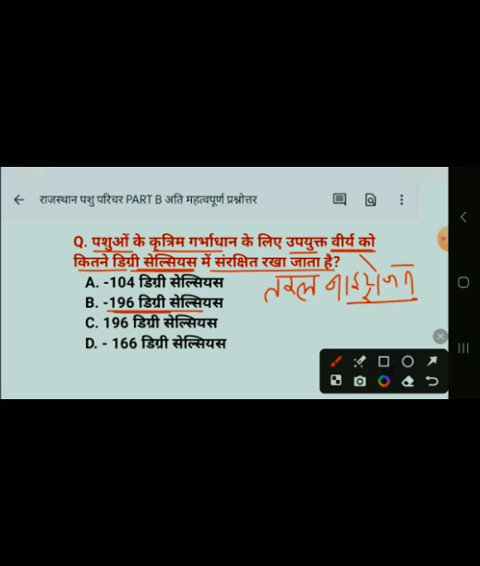 राजस्थान पशु परिचर PART B अति महत्वपूर्ण प्रश्नोत्तर
Q. पशुओं के कृत्रिम गर्भाधान के लिए उपयुक्त वीर्य को
कितने डिग्री सेल्सियस में संरक्षित रखा जाता है?
A. -104 डिग्री सेल्सियस
तरल नाइट्रोजन
B. -196 डिग्री सेल्सियस
C. 196 डिग्री सेल्सियस
D. - 166 डिग्री सेल्सियस